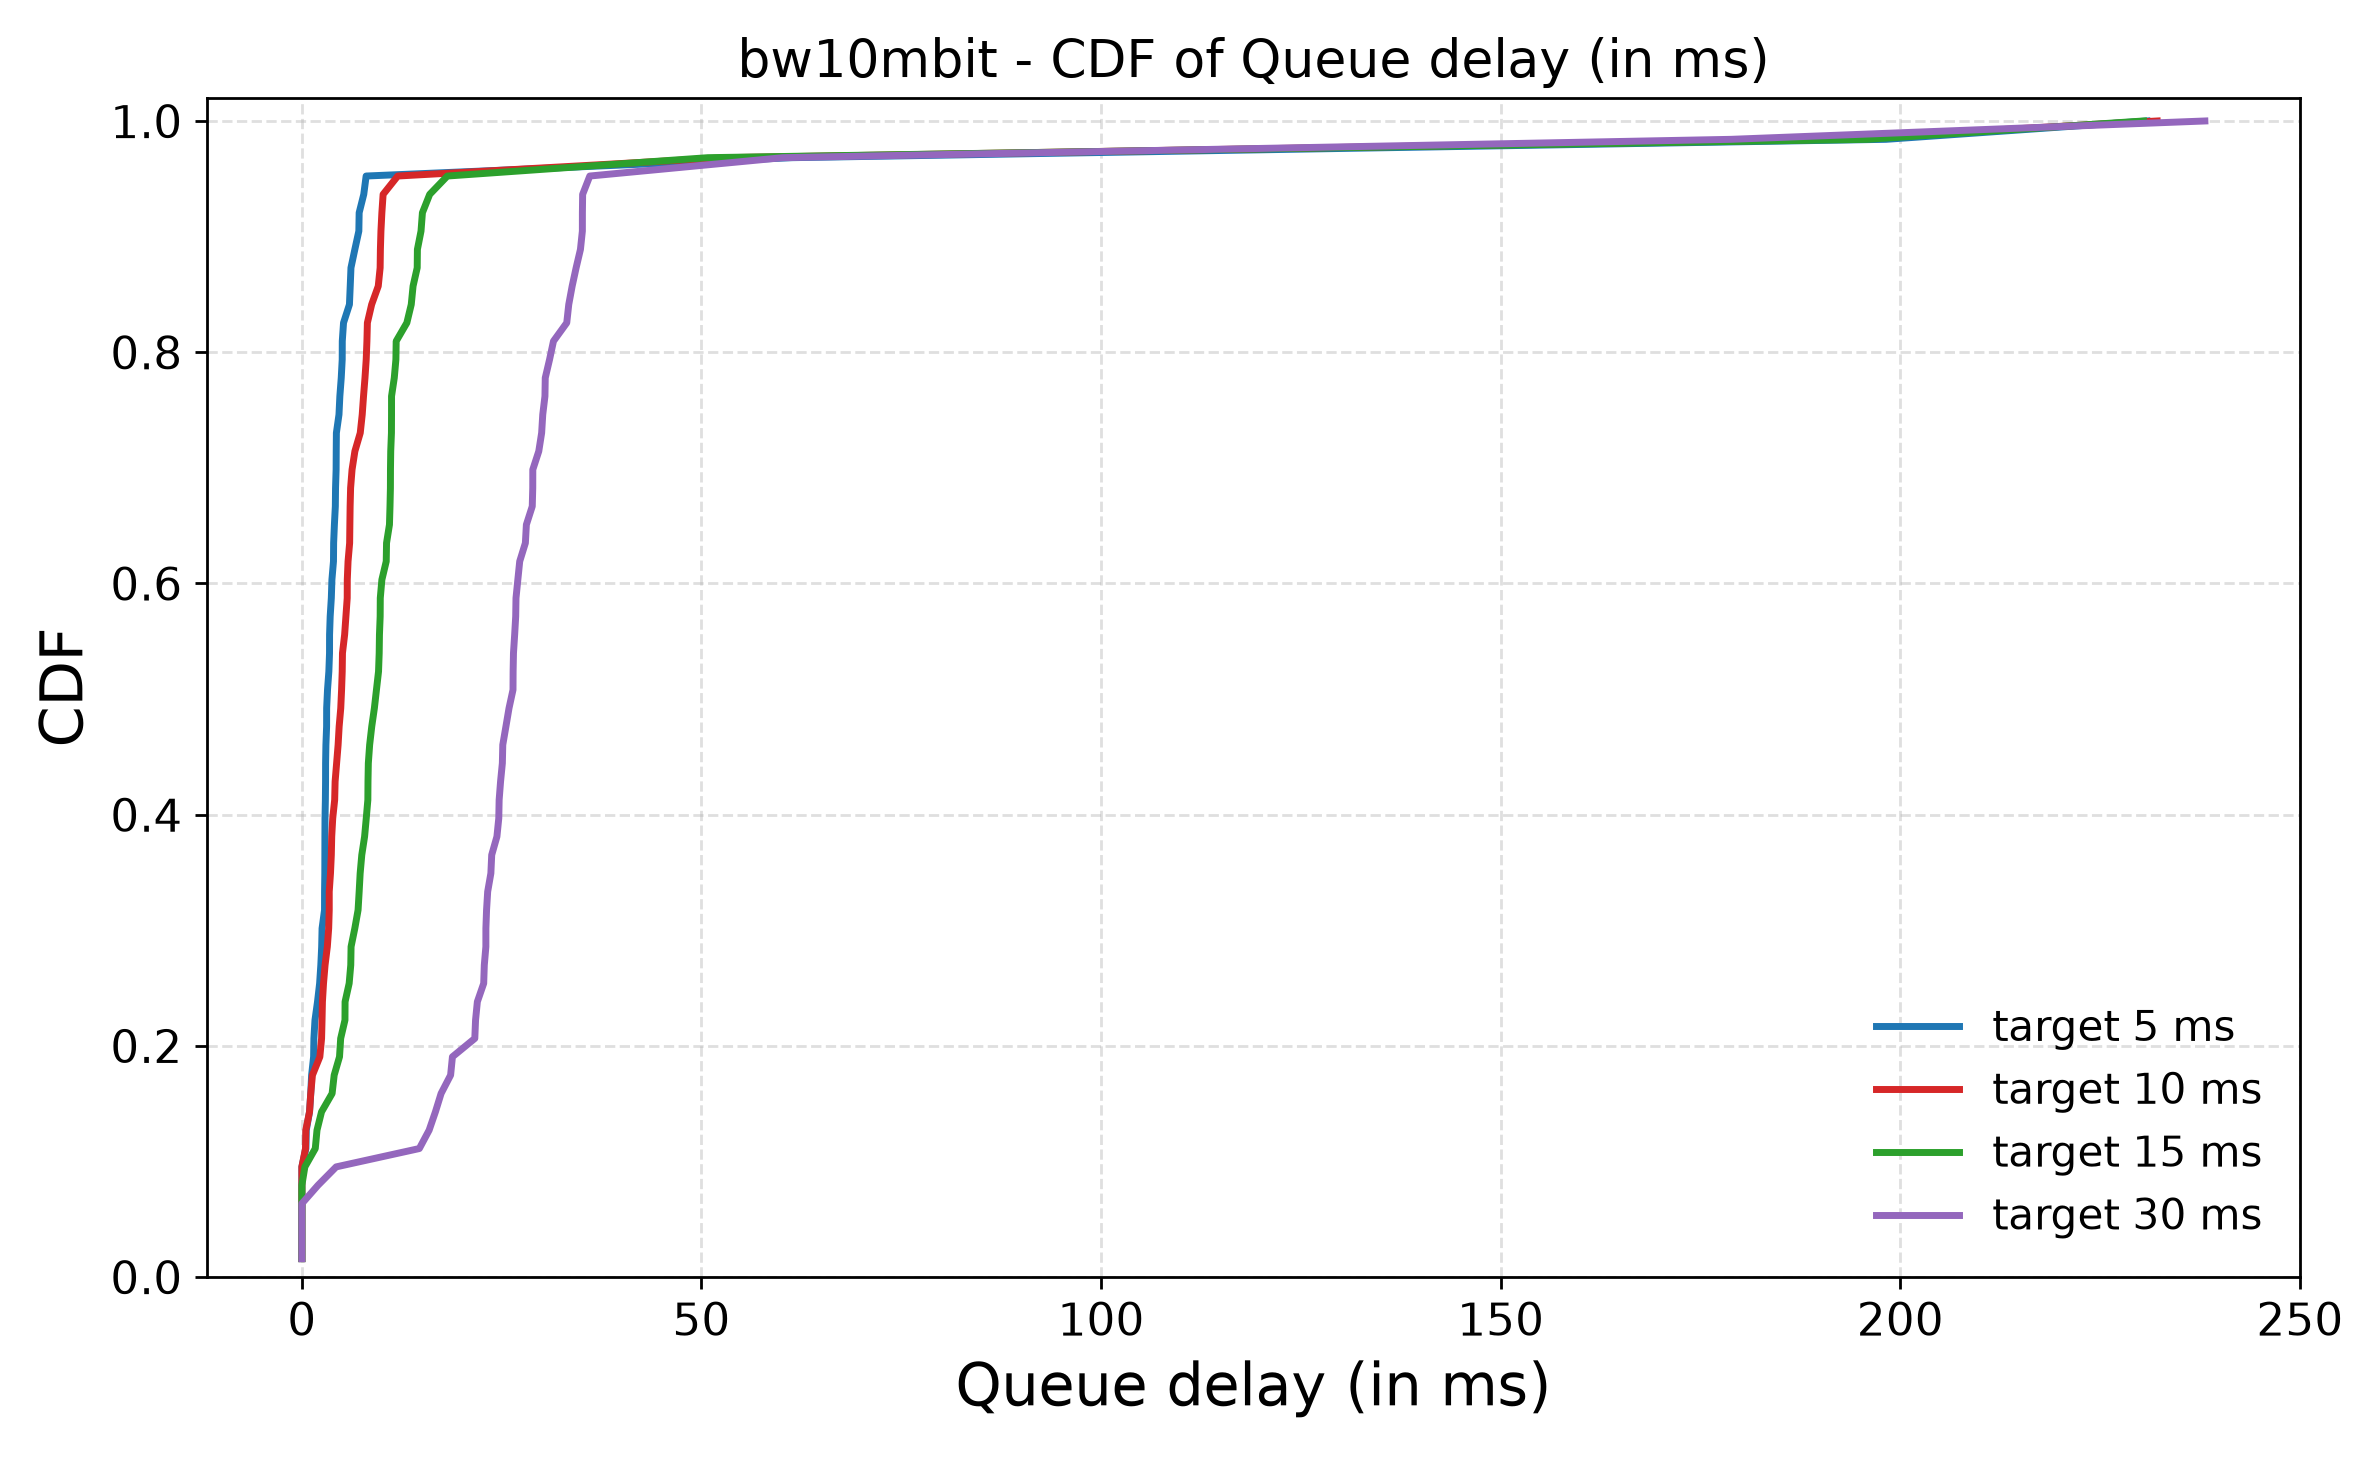 bw10mbit - CDF of Queue delay (in ms)
1.0
0.8
0.6
0.4
0.2
0.0
CDF
0 50 100 150 200 250
Queue delay (in ms)
target 5 ms
target 10 ms
target 15 ms
target 30 ms